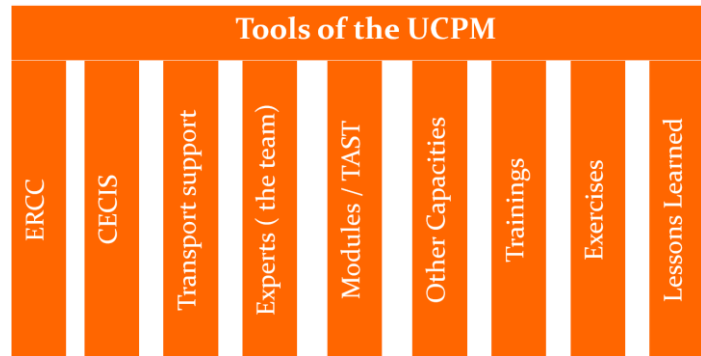 Tools of the UCPM
ERCC
CECIS
Transport support
Experts ( the team)
Modules / TAST
Other Capacities
Trainings
Exercises
Lessons Learned